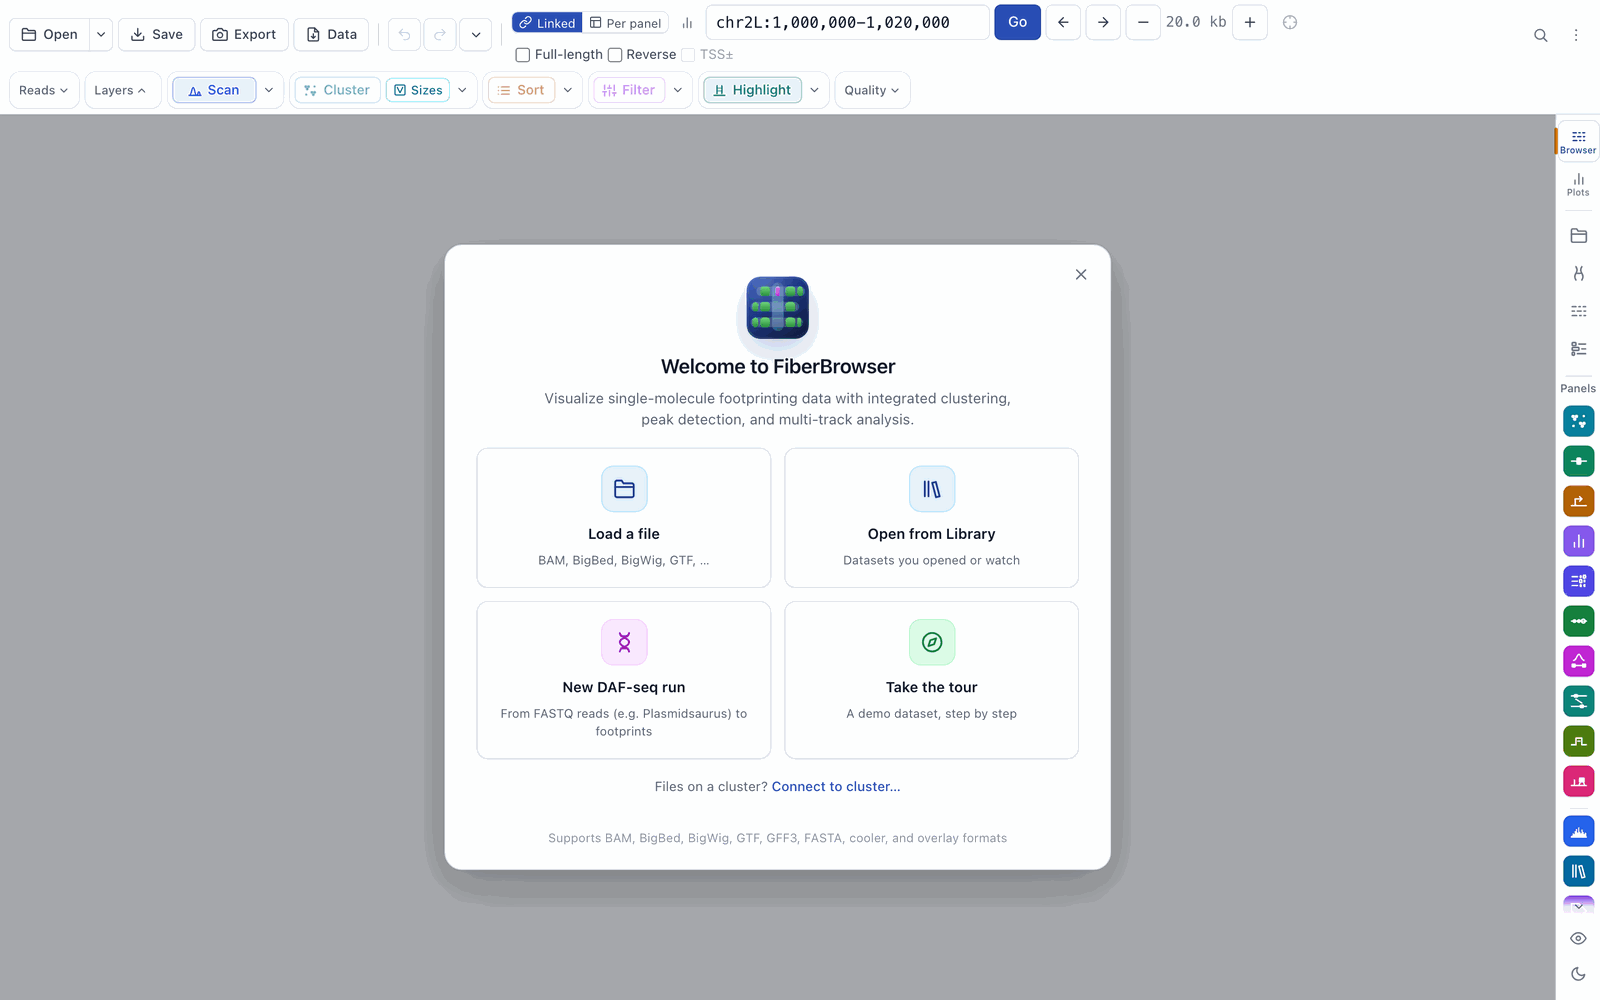 Open
Save
Export
Data
Linked
Per panel
chr2L:1,000,000–1,020,000
Go
20.0 kb
Full-length
Reverse
TSS±
Reads
Layers
Scan
Cluster
Sizes
Sort
Filter
Highlight
Quality
Browser
Plots
Panels
Welcome to FiberBrowser
Visualize single-molecule footprinting data with integrated clustering,
peak detection, and multi-track analysis.
Load a file
BAM, BigBed, BigWig, GTF, ...
Open from Library
Datasets you opened or watch
New DAF-seq run
From FASTQ reads (e.g. Plasmidsaurus) to
footprints
Take the tour
A demo dataset, step by step
Files on a cluster? Connect to cluster...
Supports BAM, BigBed, BigWig, GTF, GFF3, FASTA, cooler, and overlay formats